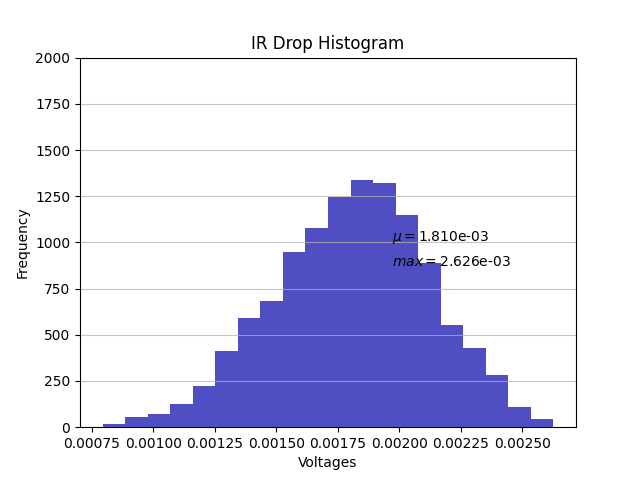 IR Drop Histogram
2000
1750
1500
1250
1000
750
500
250
0
Frequency
μ = 1.810e-03
max = 2.626e-03
0.00075 0.00100 0.00125 0.00150 0.00175 0.00200 0.00225 0.00250
Voltages